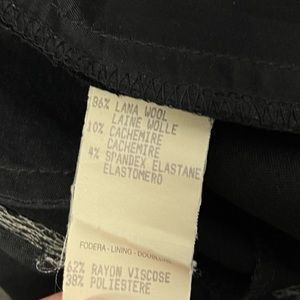 86% LANA WOOL
LAINE WOLLE
10% CACHEMIRE
CACHEMIRE
4% SPANDEX ELASTANE
ELASTOMERO
FODERA - LINING -
62% RAYON VISCOSE
38% POLIESTERE